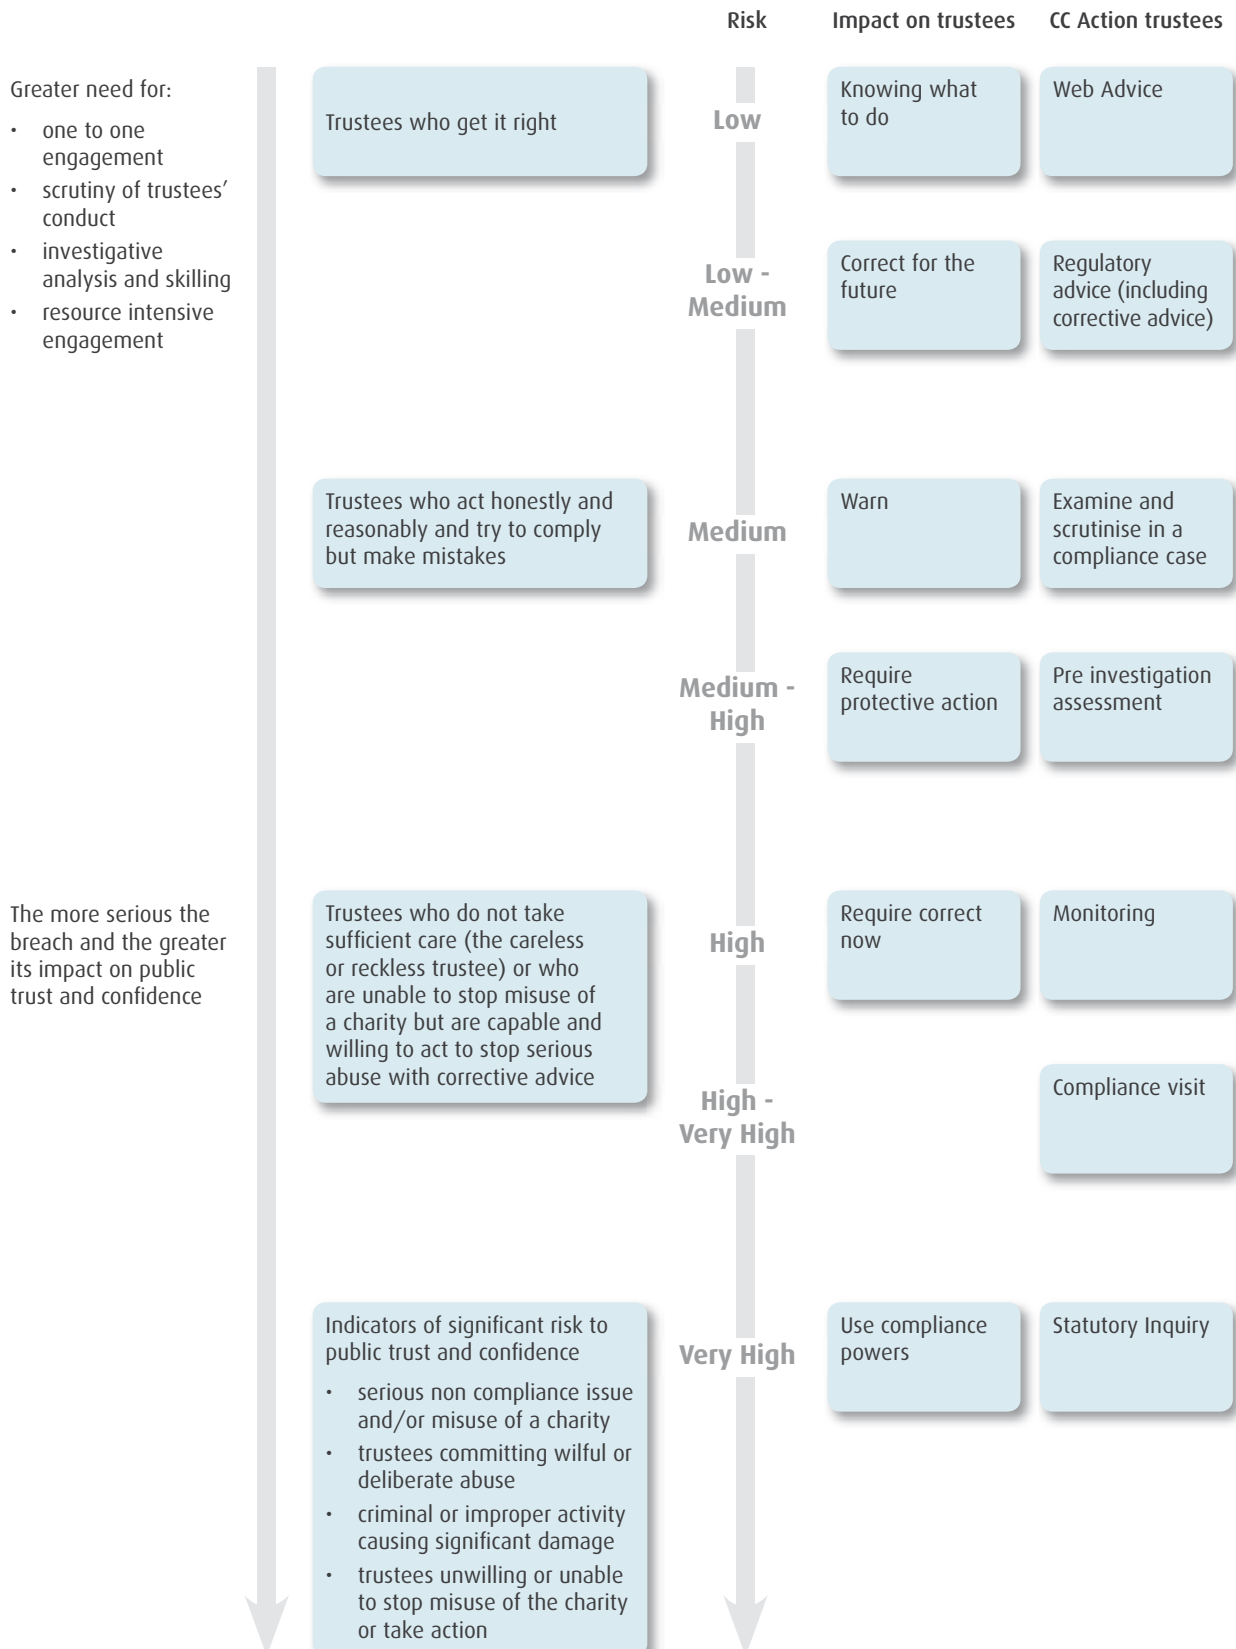 Risk
Impact on trustees
CC Action trustees
Greater need for:
• one to one
engagement
• scrutiny of trustees’
conduct
• investigative
analysis and skilling
• resource intensive
engagement
Trustees who get it right
Low
Knowing what
to do
Web Advice
Low -
Medium
Correct for the
future
Regulatory
advice (including
corrective advice)
Trustees who act honestly and
reasonably and try to comply
but make mistakes
Medium
Warn
Examine and
scrutinise in a
compliance case
Medium -
High
Require
protective action
Pre investigation
assessment
The more serious the
breach and the greater
its impact on public
trust and confidence
Trustees who do not take
sufficient care (the careless
or reckless trustee) or who
are unable to stop misuse of
a charity but are capable and
willing to act to stop serious
abuse with corrective advice
High
Require correct
now
Monitoring
High -
Very High
Compliance visit
Indicators of significant risk to
public trust and confidence
• serious non compliance issue
and/or misuse of a charity
• trustees committing wilful or
deliberate abuse
• criminal or improper activity
causing significant damage
• trustees unwilling or unable
to stop misuse of the charity
or take action
Very High
Use compliance
powers
Statutory Inquiry